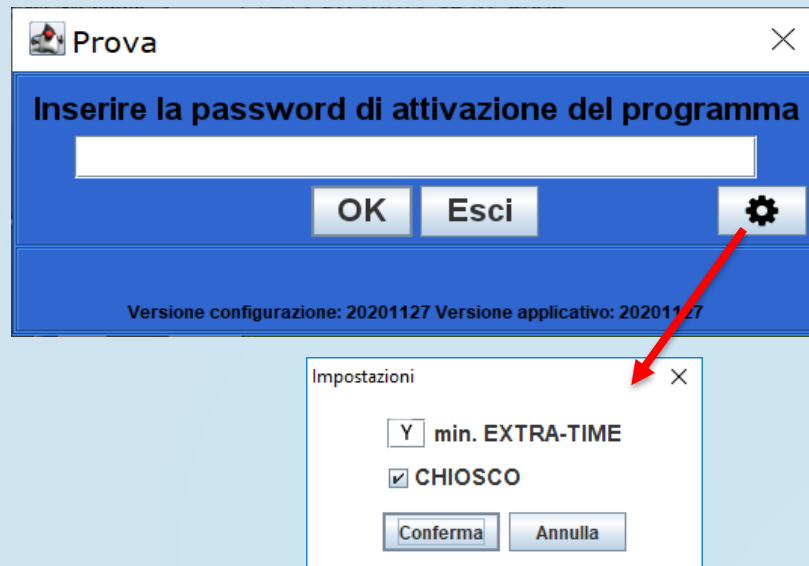 Prova
Inserire la password di attivazione del programma
OK Esci
Versione configurazione: 20201127 Versione applicativo: 20201127
Impostazioni
Y min. EXTRA-TIME
CHIOSCO
Conferma Annulla